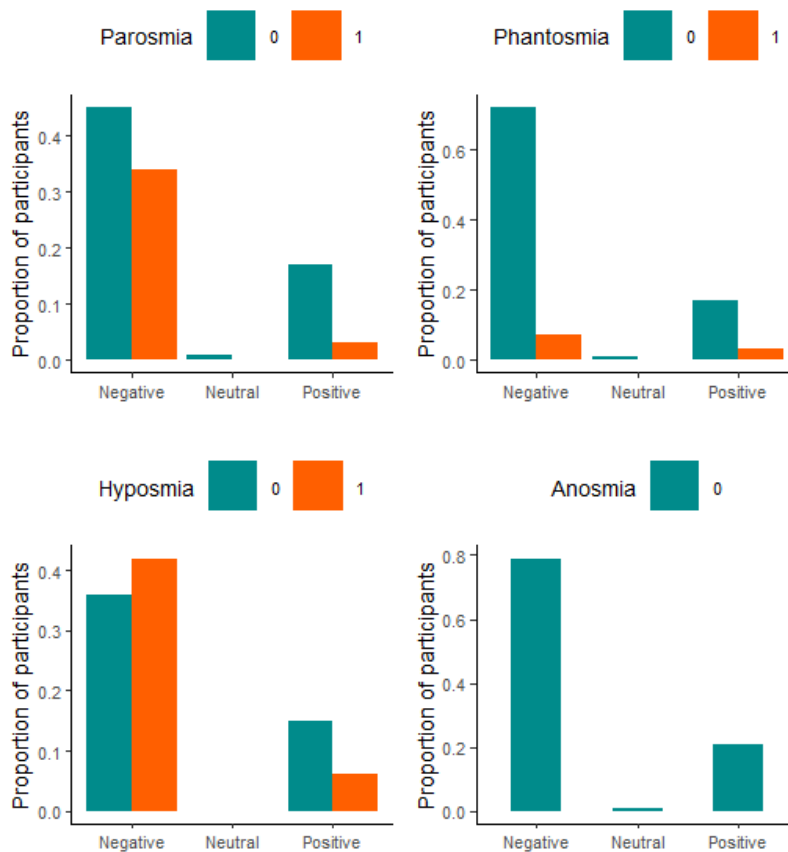 Parosmia 0 1
Proportion of participants
0.4
0.3
0.2
0.1
0.0
Negative Neutral Positive
Phantosmia 0 1
Proportion of participants
0.6
0.4
0.2
0.0
Negative Neutral Positive
Hyposmia 0 1
Proportion of participants
0.4
0.3
0.2
0.1
0.0
Negative Neutral Positive
Anosmia 0
Proportion of participants
0.8
0.6
0.4
0.2
0.0
Negative Neutral Positive